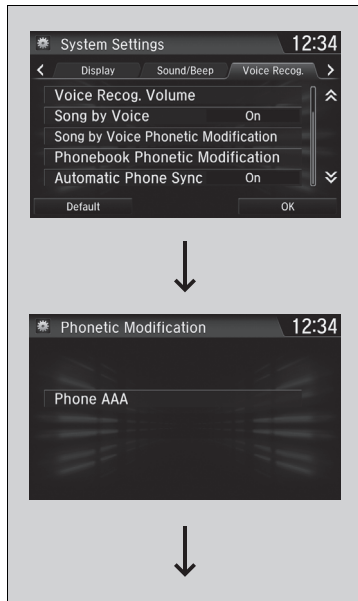 System Settings 12:34
< Display Sound/Beep Voice Recog. >
Voice Recog. Volume
Song by Voice On
Song by Voice Phonetic Modification
Phonebook Phonetic Modification
Automatic Phone Sync On
Default OK
Phonetic Modification 12:34
Phone AAA